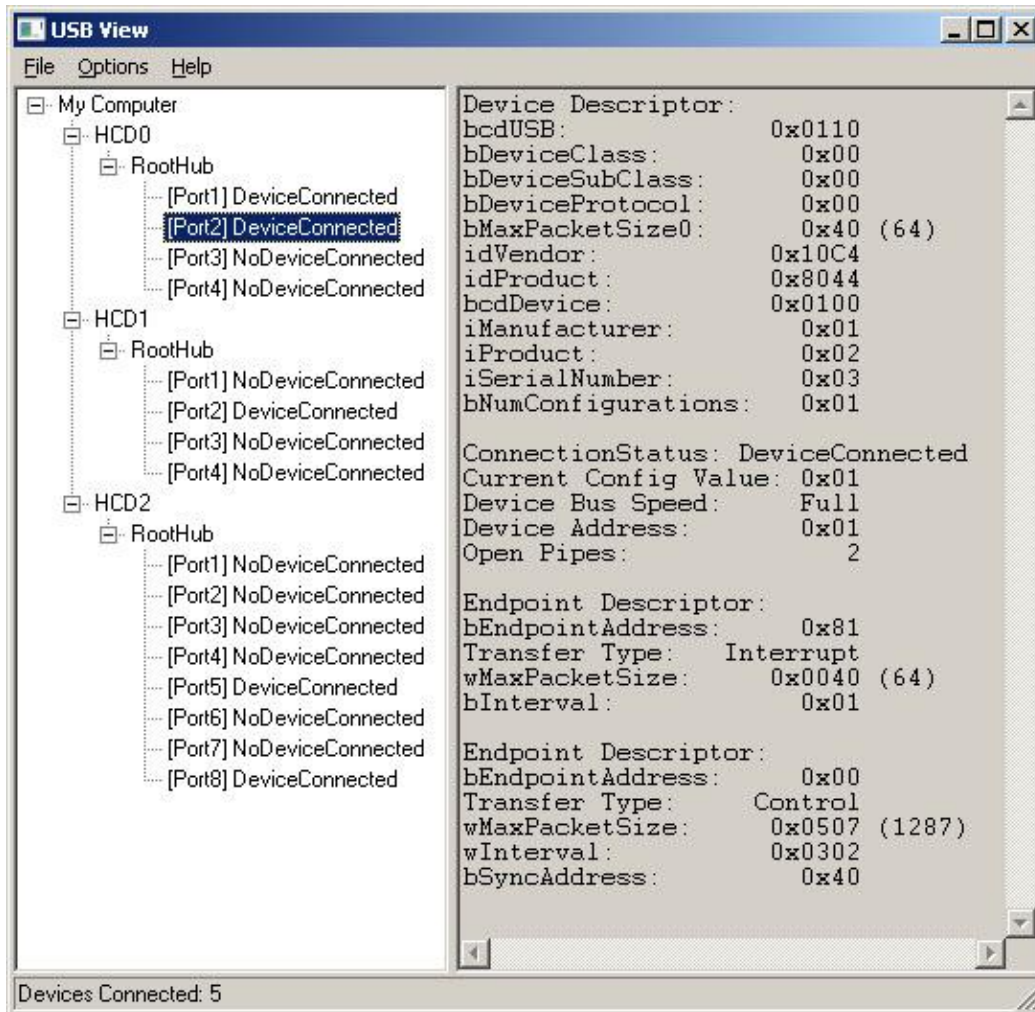 USB View
File Options Help
My Computer
HCD0
RootHub
[Port1] DeviceConnected
[Port2] DeviceConnected
[Port3] NoDeviceConnected
[Port4] NoDeviceConnected
HCD1
RootHub
[Port1] NoDeviceConnected
[Port2] DeviceConnected
[Port3] NoDeviceConnected
[Port4] NoDeviceConnected
HCD2
RootHub
[Port1] NoDeviceConnected
[Port2] NoDeviceConnected
[Port3] NoDeviceConnected
[Port4] NoDeviceConnected
[Port5] DeviceConnected
[Port6] NoDeviceConnected
[Port7] NoDeviceConnected
[Port8] DeviceConnected
Device Descriptor:
bcdUSB: 0x0110
bDeviceClass: 0x00
bDeviceSubClass: 0x00
bDeviceProtocol: 0x00
bMaxPacketSize0: 0x40 (64)
idVendor: 0x10C4
idProduct: 0x8044
bcdDevice: 0x0100
iManufacturer: 0x01
iProduct: 0x02
iSerialNumber: 0x03
bNumConfigurations: 0x01
ConnectionStatus: DeviceConnected
Current Config Value: 0x01
Device Bus Speed: Full
Device Address: 0x01
Open Pipes: 2
Endpoint Descriptor:
bEndpointAddress: 0x81
Transfer Type: Interrupt
wMaxPacketSize: 0x0040 (64)
bInterval: 0x01
Endpoint Descriptor:
bEndpointAddress: 0x00
Transfer Type: Control
wMaxPacketSize: 0x0507 (1287)
wInterval: 0x0302
bSyncAddress: 0x40
Devices Connected: 5